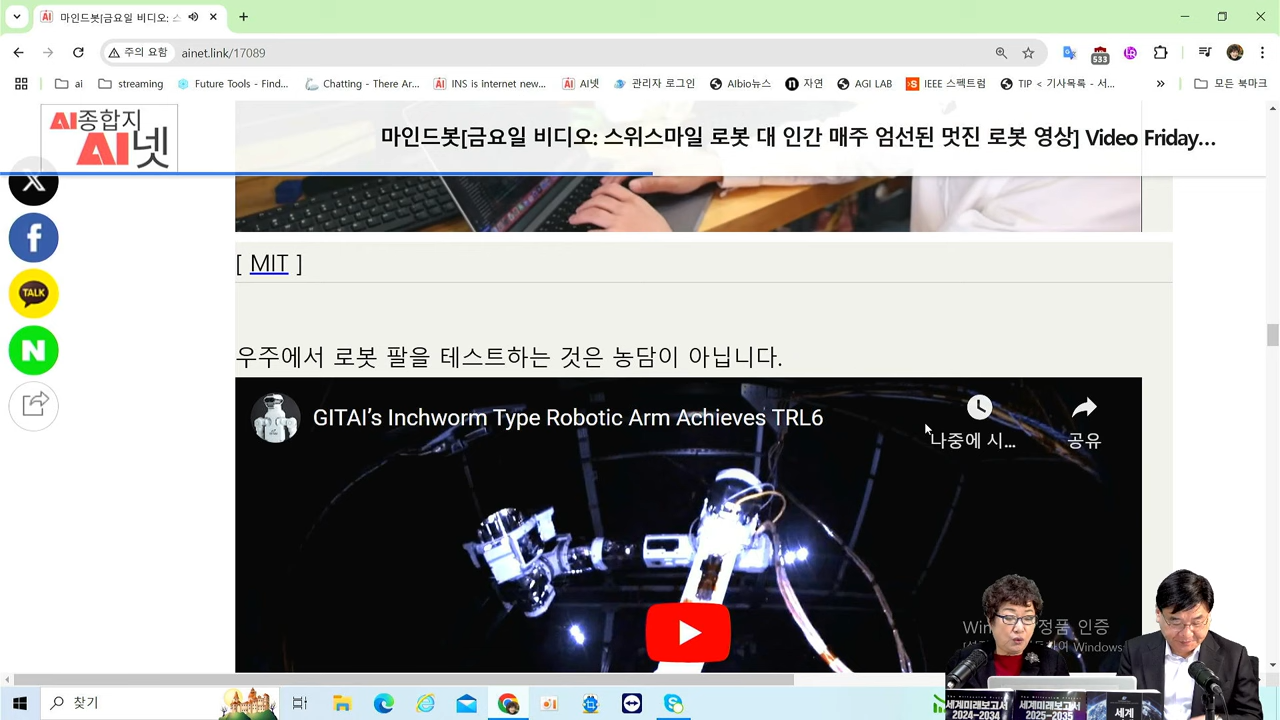 마인드봇[금요일 비디오: 스
주의 요함
ainet.link/17089
533
ai
streaming
Future Tools - Find...
Chatting - There Ar...
INS is internet new...
AI넷
관리자 로그인
AIbio뉴스
자연
AGI LAB
IEEE 스펙트럼
TIP < 기사목록 - 서...
»
모든 북마크
AI종합지
AI넷
마인드봇[금요일 비디오: 스위스마일 로봇 대 인간 매주 엄선된 멋진 로봇 영상] Video Friday...
X
f
TALK
N
[ MIT ]
우주에서 로봇 팔을 테스트하는 것은 농담이 아닙니다.
GITAI’s Inchworm Type Robotic Arm Achieves TRL6
나중에 시...
공유
정품 인증
Windows
찾기
세계미래보고서
2024-2034
세계미래보고서
2025-2035
세계